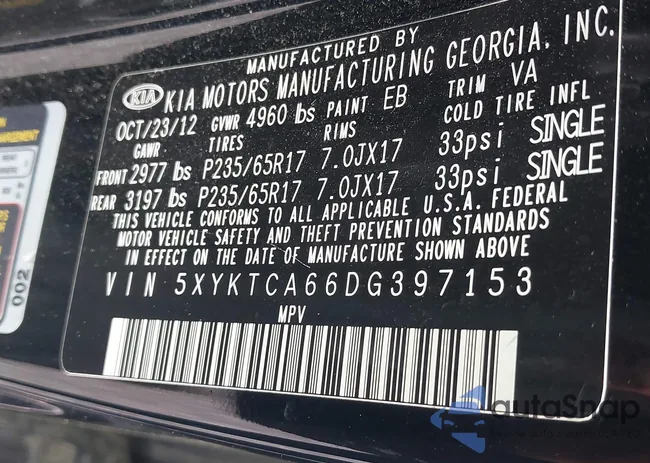 MANUFACTURED BY
KIA KIA MOTORS MANUFACTURING GEORGIA, INC.
OCT/23/12 GVWR 4960 lbs PAINT EB TRIM VA
GAWR TIRES RIMS COLD TIRE INFL
FRONT 2977 lbs P235/65R17 7.0JX17 33psi SINGLE
REAR 3197 lbs P235/65R17 7.0JX17 33psi SINGLE
THIS VEHICLE CONFORMS TO ALL APPLICABLE U.S.A. FEDERAL
MOTOR VEHICLE SAFETY AND THEFT PREVENTION STANDARDS
IN EFFECT ON THE DATE OF MANUFACTURE SHOWN ABOVE
VIN 5XYKTCA66DG397153
MPV
002
autoSnap